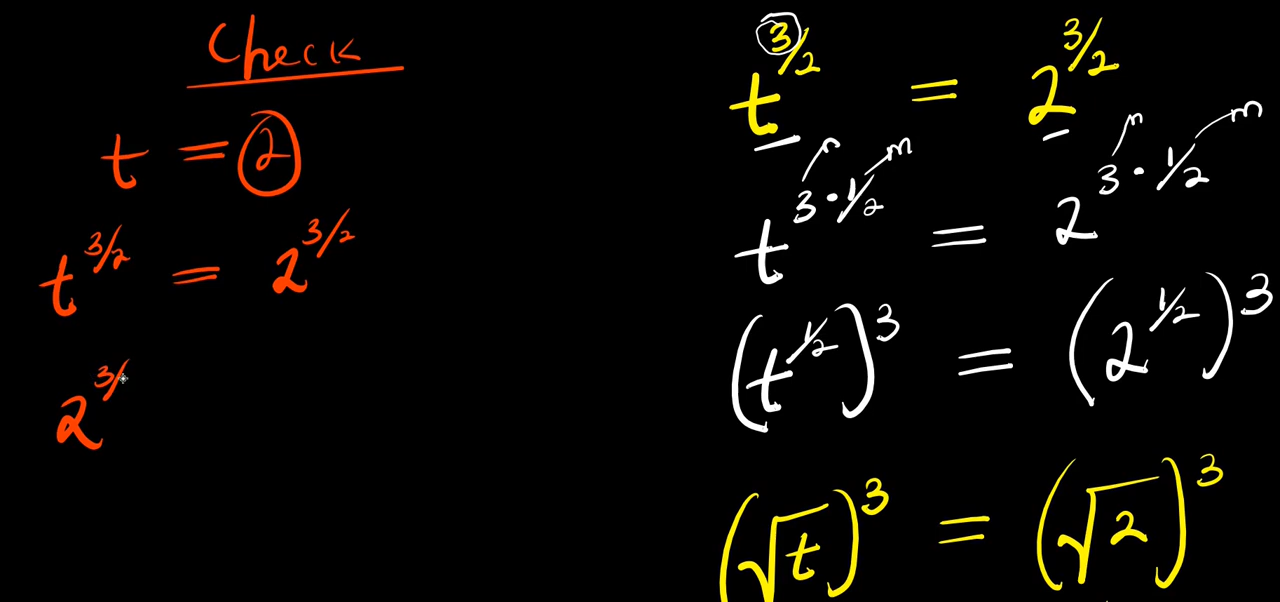 Check
t = 2
t^3/2 = 2^3/2
2^3/
t^3/2 = 2^3/2
n m n m
t^3·1/2 = 2^3·1/2
(t^1/2)^3 = (2^1/2)^3
(√t)^3 = (√2)^3